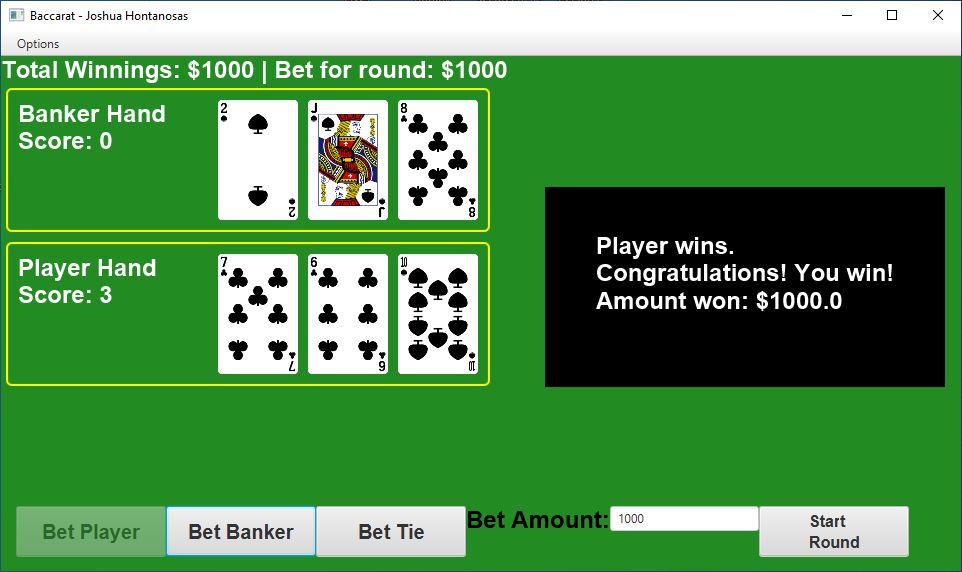 Baccarat - Joshua Hontanosas
Options
Total Winnings: $1000 | Bet for round: $1000
Banker Hand
Score: 0
2
2
J
J
8
8
Player Hand
Score: 3
7
7
6
6
10
10
Player wins.
Congratulations! You win!
Amount won: $1000.0
Bet Player
Bet Banker
Bet Tie
Bet Amount:
1000
Start
Round